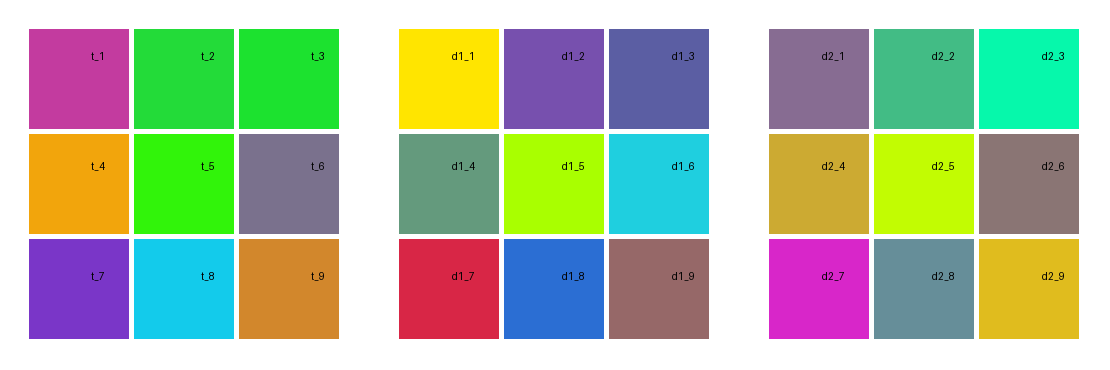 t_1 t_2 t_3 d1_1 d1_2 d1_3 d2_1 d2_2 d2_3
t_4 t_5 t_6 d1_4 d1_5 d1_6 d2_4 d2_5 d2_6
t_7 t_8 t_9 d1_7 d1_8 d1_9 d2_7 d2_8 d2_9